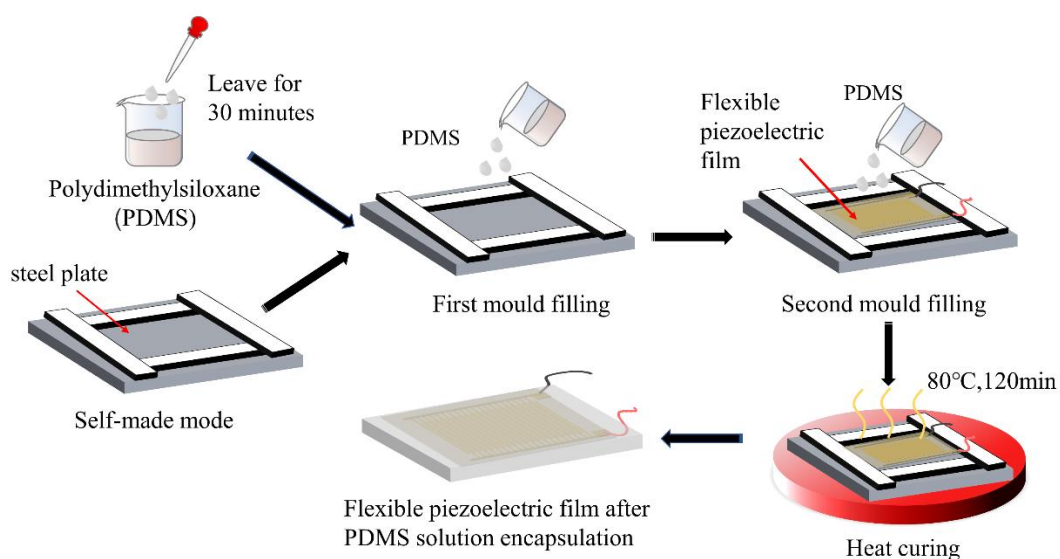 Leave for
30 minutes
Polydimethylsiloxane
(PDMS)
steel plate
Self-made mode
PDMS
First mould filling
Flexible
piezoelectric
film
PDMS
Second mould filling
80℃,120min
Heat curing
Flexible piezoelectric film after
PDMS solution encapsulation